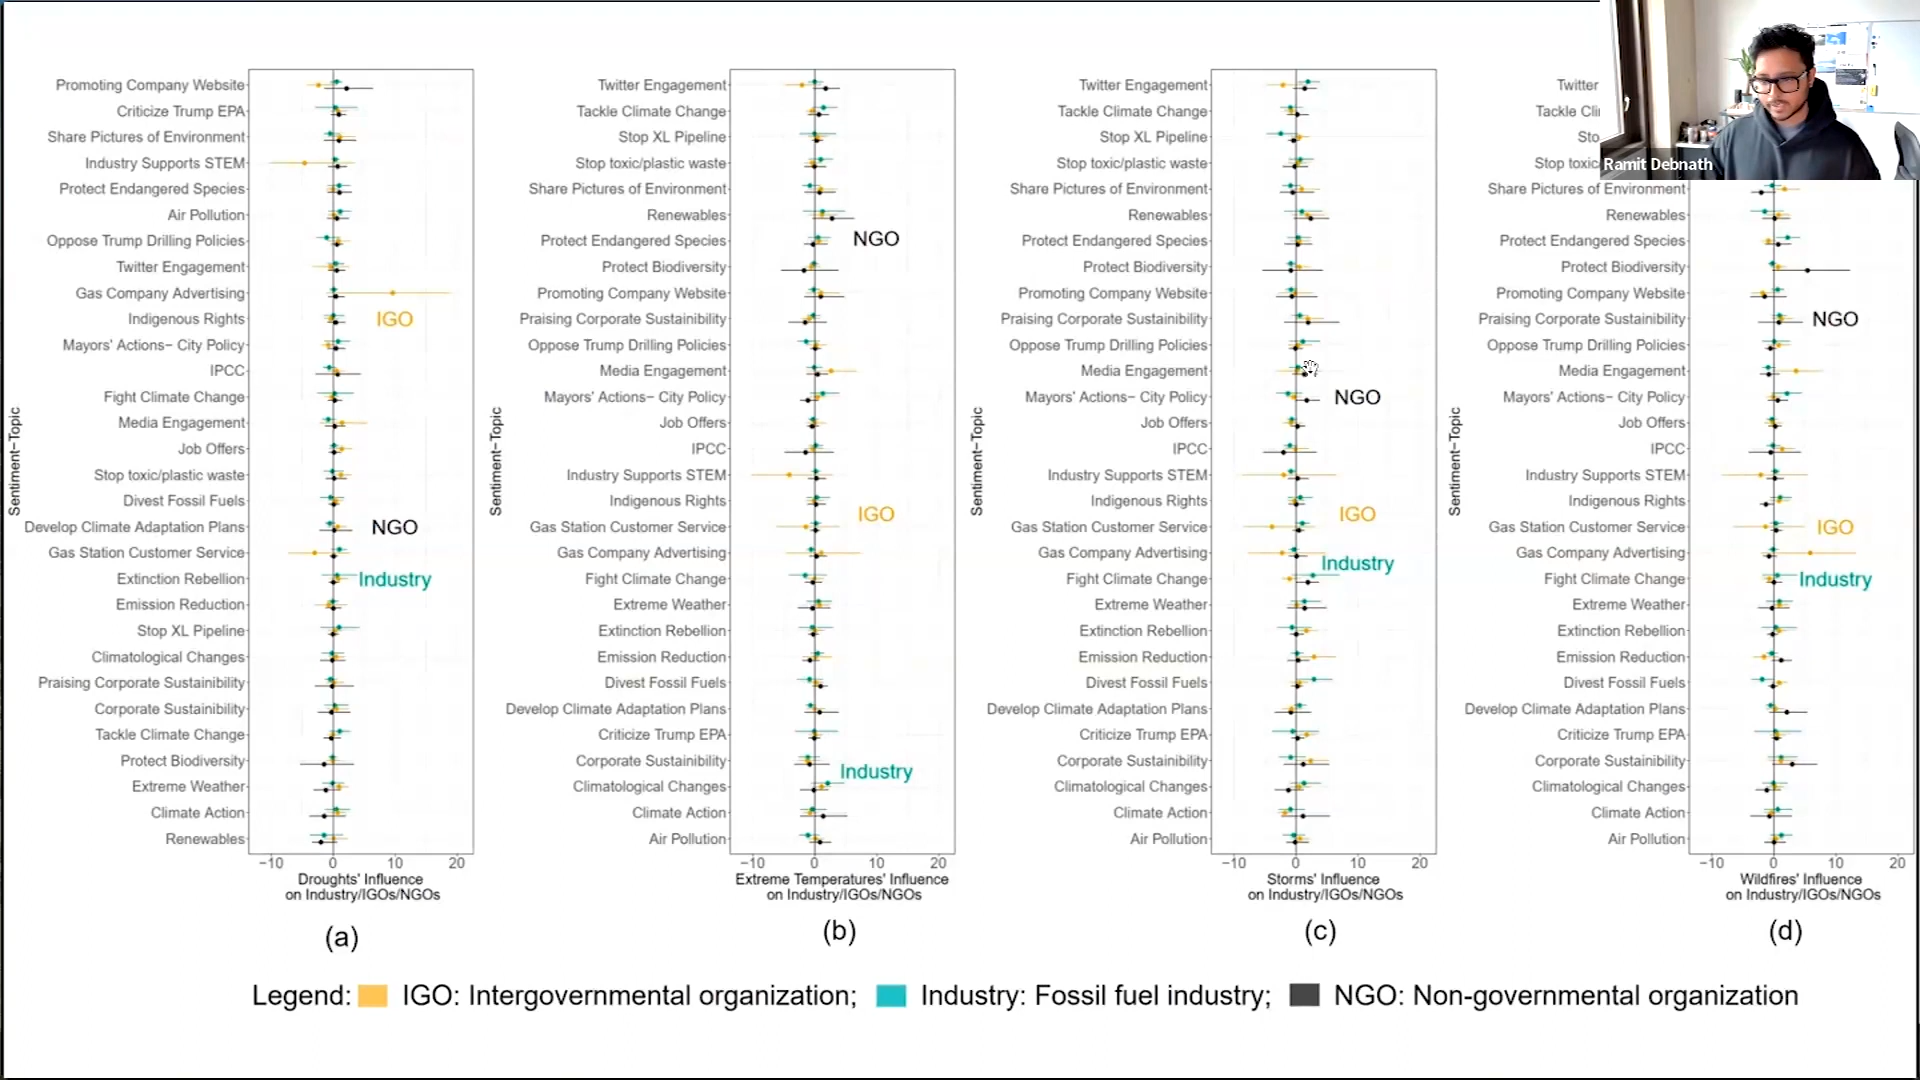 Ramit Debnath
Sentiment−Topic
Promoting Company Website
Criticize Trump EPA
Share Pictures of Environment
Industry Supports STEM
Protect Endangered Species
Air Pollution
Oppose Trump Drilling Policies
Twitter Engagement
Gas Company Advertising
Indigenous Rights
Mayors' Actions− City Policy
IPCC
Fight Climate Change
Media Engagement
Job Offers
Stop toxic/plastic waste
Divest Fossil Fuels
Develop Climate Adaptation Plans
Gas Station Customer Service
Extinction Rebellion
Emission Reduction
Stop XL Pipeline
Climatological Changes
Praising Corporate Sustainibility
Corporate Sustainability
Tackle Climate Change
Protect Biodiversity
Extreme Weather
Climate Action
Renewables
IGO
NGO
Industry
−10 0 10 20
Droughts' Influence
on Industry/IGOs/NGOs
(a)
Sentiment−Topic
Twitter Engagement
Tackle Climate Change
Stop XL Pipeline
Stop toxic/plastic waste
Share Pictures of Environment
Renewables
Protect Endangered Species
Protect Biodiversity
Promoting Company Website
Praising Corporate Sustainibility
Oppose Trump Drilling Policies
Media Engagement
Mayors' Actions− City Policy
Job Offers
IPCC
Industry Supports STEM
Indigenous Rights
Gas Station Customer Service
Gas Company Advertising
Fight Climate Change
Extreme Weather
Extinction Rebellion
Emission Reduction
Divest Fossil Fuels
Develop Climate Adaptation Plans
Criticize Trump EPA
Corporate Sustainability
Climatological Changes
Climate Action
Air Pollution
NGO
IGO
Industry
−10 0 10 20
Extreme Temperatures' Influence
on Industry/IGOs/NGOs
(b)
Sentiment−Topic
Twitter Engagement
Tackle Climate Change
Stop XL Pipeline
Stop toxic/plastic waste
Share Pictures of Environment
Renewables
Protect Endangered Species
Protect Biodiversity
Promoting Company Website
Praising Corporate Sustainibility
Oppose Trump Drilling Policies
Media Engagement
Mayors' Actions− City Policy
Job Offers
IPCC
Industry Supports STEM
Indigenous Rights
Gas Station Customer Service
Gas Company Advertising
Fight Climate Change
Extreme Weather
Extinction Rebellion
Emission Reduction
Divest Fossil Fuels
Develop Climate Adaptation Plans
Criticize Trump EPA
Corporate Sustainability
Climatological Changes
Climate Action
Air Pollution
NGO
IGO
Industry
−10 0 10 20
Storms' Influence
on Industry/IGOs/NGOs
(c)
Sentiment−Topic
Twitter
Tackle Cli
Sto
Stop toxic
Share Pictures of Environment
Renewables
Protect Endangered Species
Protect Biodiversity
Promoting Company Website
Praising Corporate Sustainibility
Oppose Trump Drilling Policies
Media Engagement
Mayors' Actions− City Policy
Job Offers
IPCC
Industry Supports STEM
Indigenous Rights
Gas Station Customer Service
Gas Company Advertising
Fight Climate Change
Extreme Weather
Extinction Rebellion
Emission Reduction
Divest Fossil Fuels
Develop Climate Adaptation Plans
Criticize Trump EPA
Corporate Sustainability
Climatological Changes
Climate Action
Air Pollution
NGO
IGO
Industry
−10 0 10 20
Wildfires' Influence
on Industry/IGOs/NGOs
(d)
Legend: IGO: Intergovernmental organization; Industry: Fossil fuel industry; NGO: Non-governmental organization